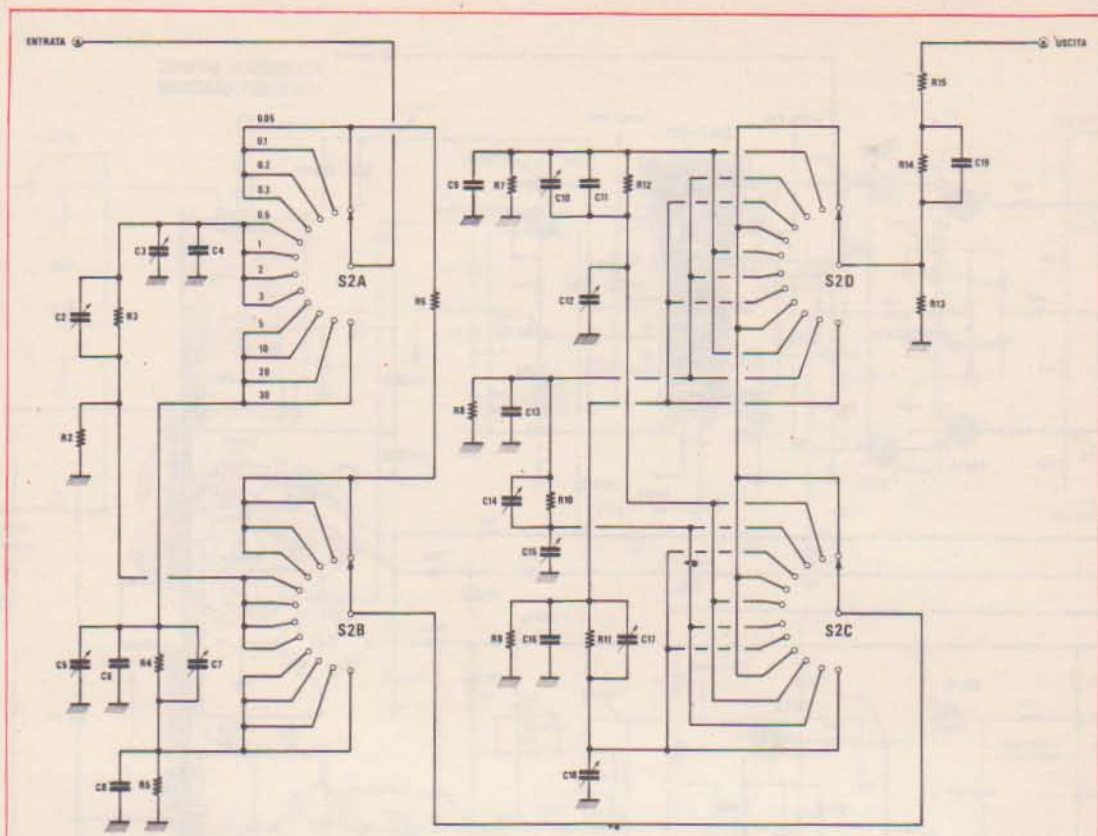 ENTRATA
USCITA
R15
R14
C19
R13
0.05
0.1
0.2
0.3
0.5
1
2
3
5
10
20
30
S2A
C3
C4
C2
R3
R2
R6
C9
R7
C10
C11
R12
C12
S2D
R8
C13
C14
R10
C15
S2B
S2C
C5
C6
R4
C7
C8
R5
R9
C16
R11
C17
C18